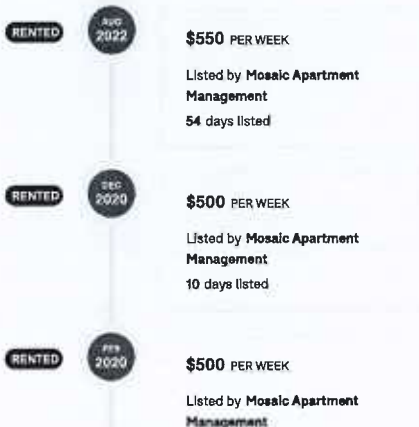 RENTED
AUG
2022
$550 PER WEEK
Listed by Mosaic Apartment
Management
54 days listed
RENTED
DEC
2020
$500 PER WEEK
Listed by Mosaic Apartment
Management
10 days listed
RENTED
FEB
2020
$500 PER WEEK
Listed by Mosaic Apartment
Management